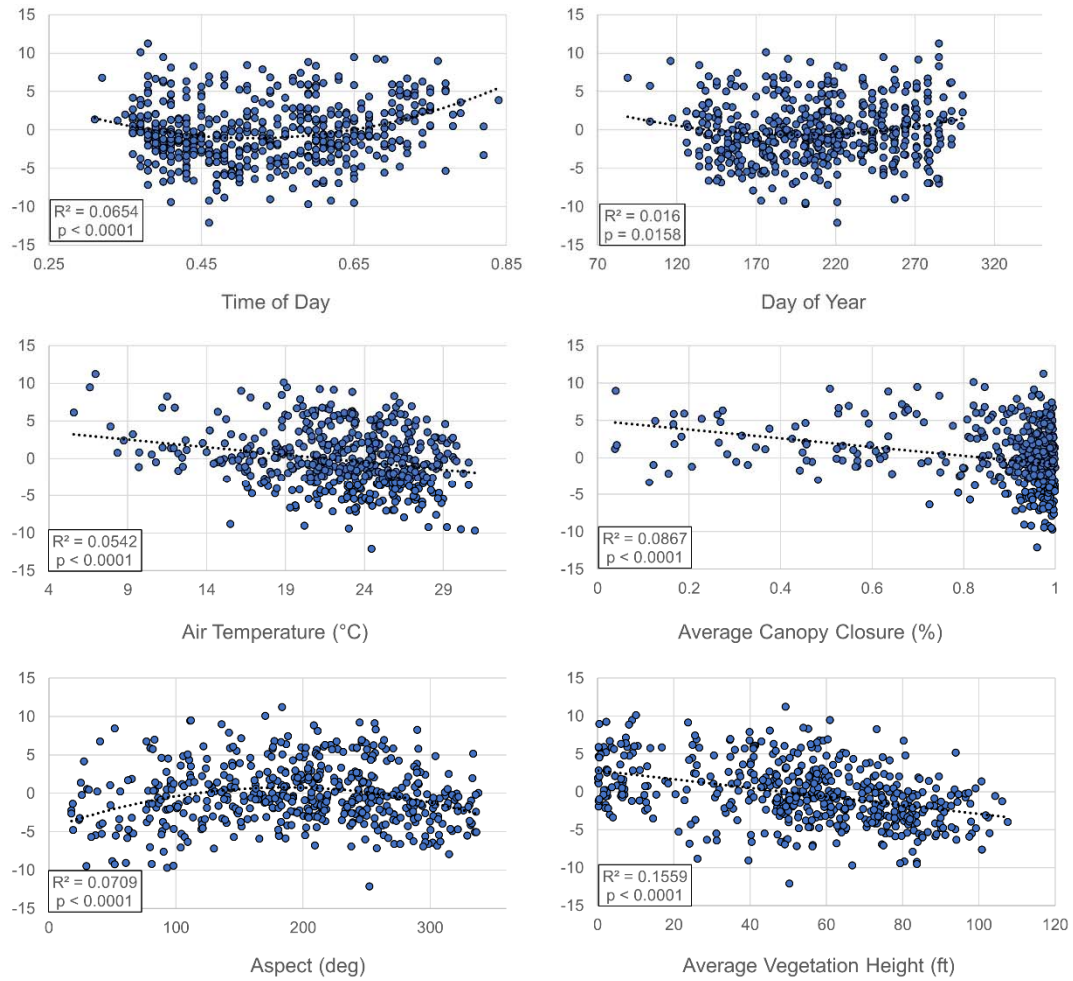 15
10
5
0
-5
-10
-15
R² = 0.0654
p < 0.0001
0.25 0.45 0.65 0.85
Time of Day
15
10
5
0
-5
-10
-15
R² = 0.016
p = 0.0158
70 120 170 220 270 320
Day of Year
15
10
5
0
-5
-10
-15
R² = 0.0542
p < 0.0001
4 9 14 19 24 29
Air Temperature (°C)
15
10
5
0
-5
-10
-15
R² = 0.0867
p < 0.0001
0 0.2 0.4 0.6 0.8 1
Average Canopy Closure (%)
15
10
5
0
-5
-10
-15
R² = 0.0709
p < 0.0001
0 100 200 300
Aspect (deg)
15
10
5
0
-5
-10
-15
R² = 0.1559
p < 0.0001
0 20 40 60 80 100 120
Average Vegetation Height (ft)